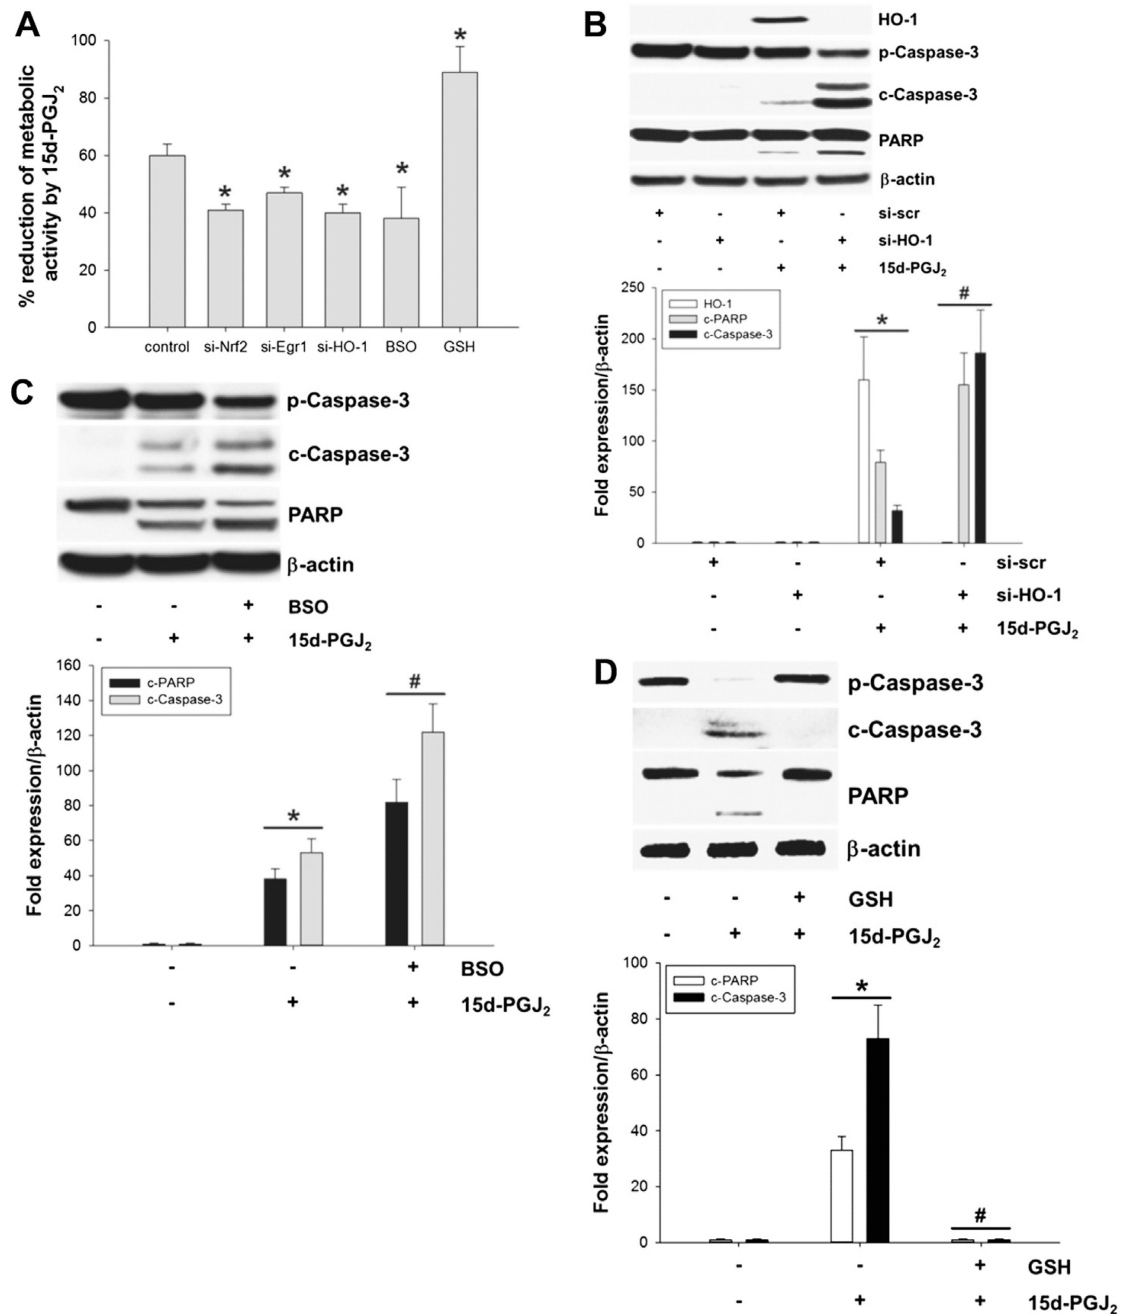 A
% reduction of metabolic
activity by 15d-PGJ2
100
80
60
40
20
0
*
*
*
*
*
control si-Nrf2 si-Egr1 si-HO-1 BSO GSH
B
HO-1
p-Caspase-3
c-Caspase-3
PARP
β-actin
+ - + - si-scr
- + - + si-HO-1
- - + + 15d-PGJ2
Fold expression/β-actin
250
200
150
100
50
0
HO-1
c-PARP
c-Caspase-3
*
#
+ - + - si-scr
- + - + si-HO-1
- - + + 15d-PGJ2
C
p-Caspase-3
c-Caspase-3
PARP
β-actin
- - + BSO
- + + 15d-PGJ2
Fold expression/β-actin
160
140
120
100
80
60
40
20
0
c-PARP
c-Caspase-3
*
#
- - + BSO
- + + 15d-PGJ2
D
p-Caspase-3
c-Caspase-3
PARP
β-actin
- - + GSH
- + + 15d-PGJ2
Fold expression/β-actin
100
80
60
40
20
0
c-PARP
c-Caspase-3
*
#
- - + GSH
- + + 15d-PGJ2